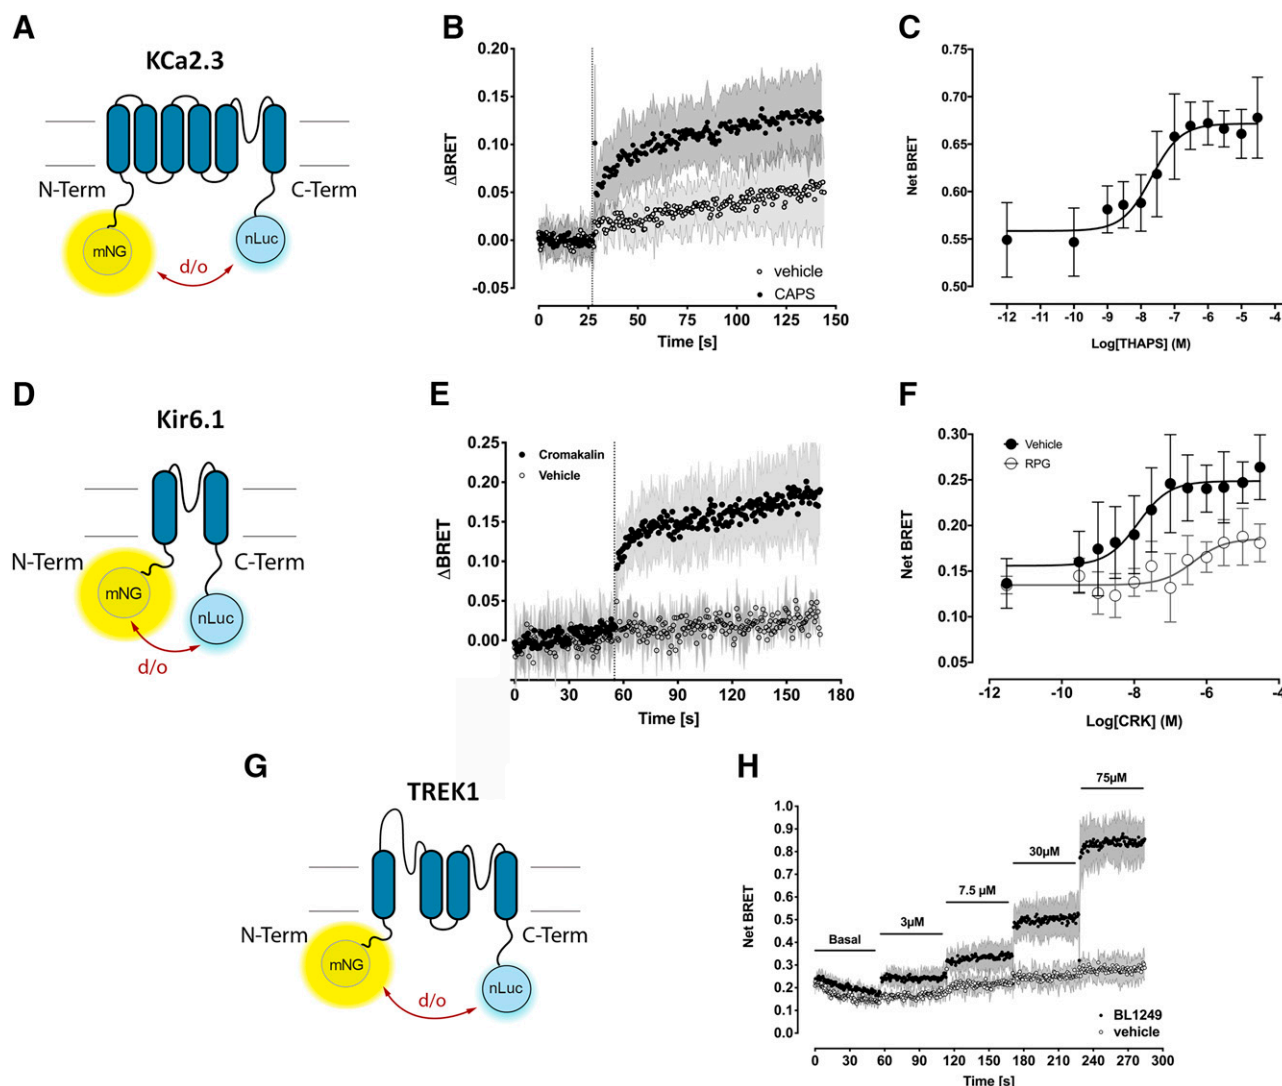 A
KCa2.3
N-Term
C-Term
mNG
nLuc
d/o
B
0.20
0.15
0.10
0.05
0.00
-0.05
ΔBRET
vehicle
CAPS
0 25 50 75 100 125 150
Time [s]
C
0.75
0.70
0.65
0.60
0.55
0.50
Net BRET
-12 -11 -10 -9 -8 -7 -6 -5 -4
Log[THAPS] (M)
D
Kir6.1
N-Term
C-Term
mNG
nLuc
d/o
E
0.25
0.20
0.15
0.10
0.05
0.00
ΔBRET
Cromakalin
Vehicle
0 30 60 90 120 150 180
Time [s]
F
0.30
0.25
0.20
0.15
0.10
0.05
Net BRET
Vehicle
RPG
-12 -10 -8 -6 -4
Log[CRK] (M)
G
TREK1
N-Term
C-Term
mNG
nLuc
d/o
H
1.0
0.9
0.8
0.7
0.6
0.5
0.4
0.3
0.2
0.1
0.0
Net BRET
Basal
3µM
7.5 µM
30µM
75µM
BL1249
vehicle
0 30 60 90 120 150 180 210 240 270 300
Time [s]